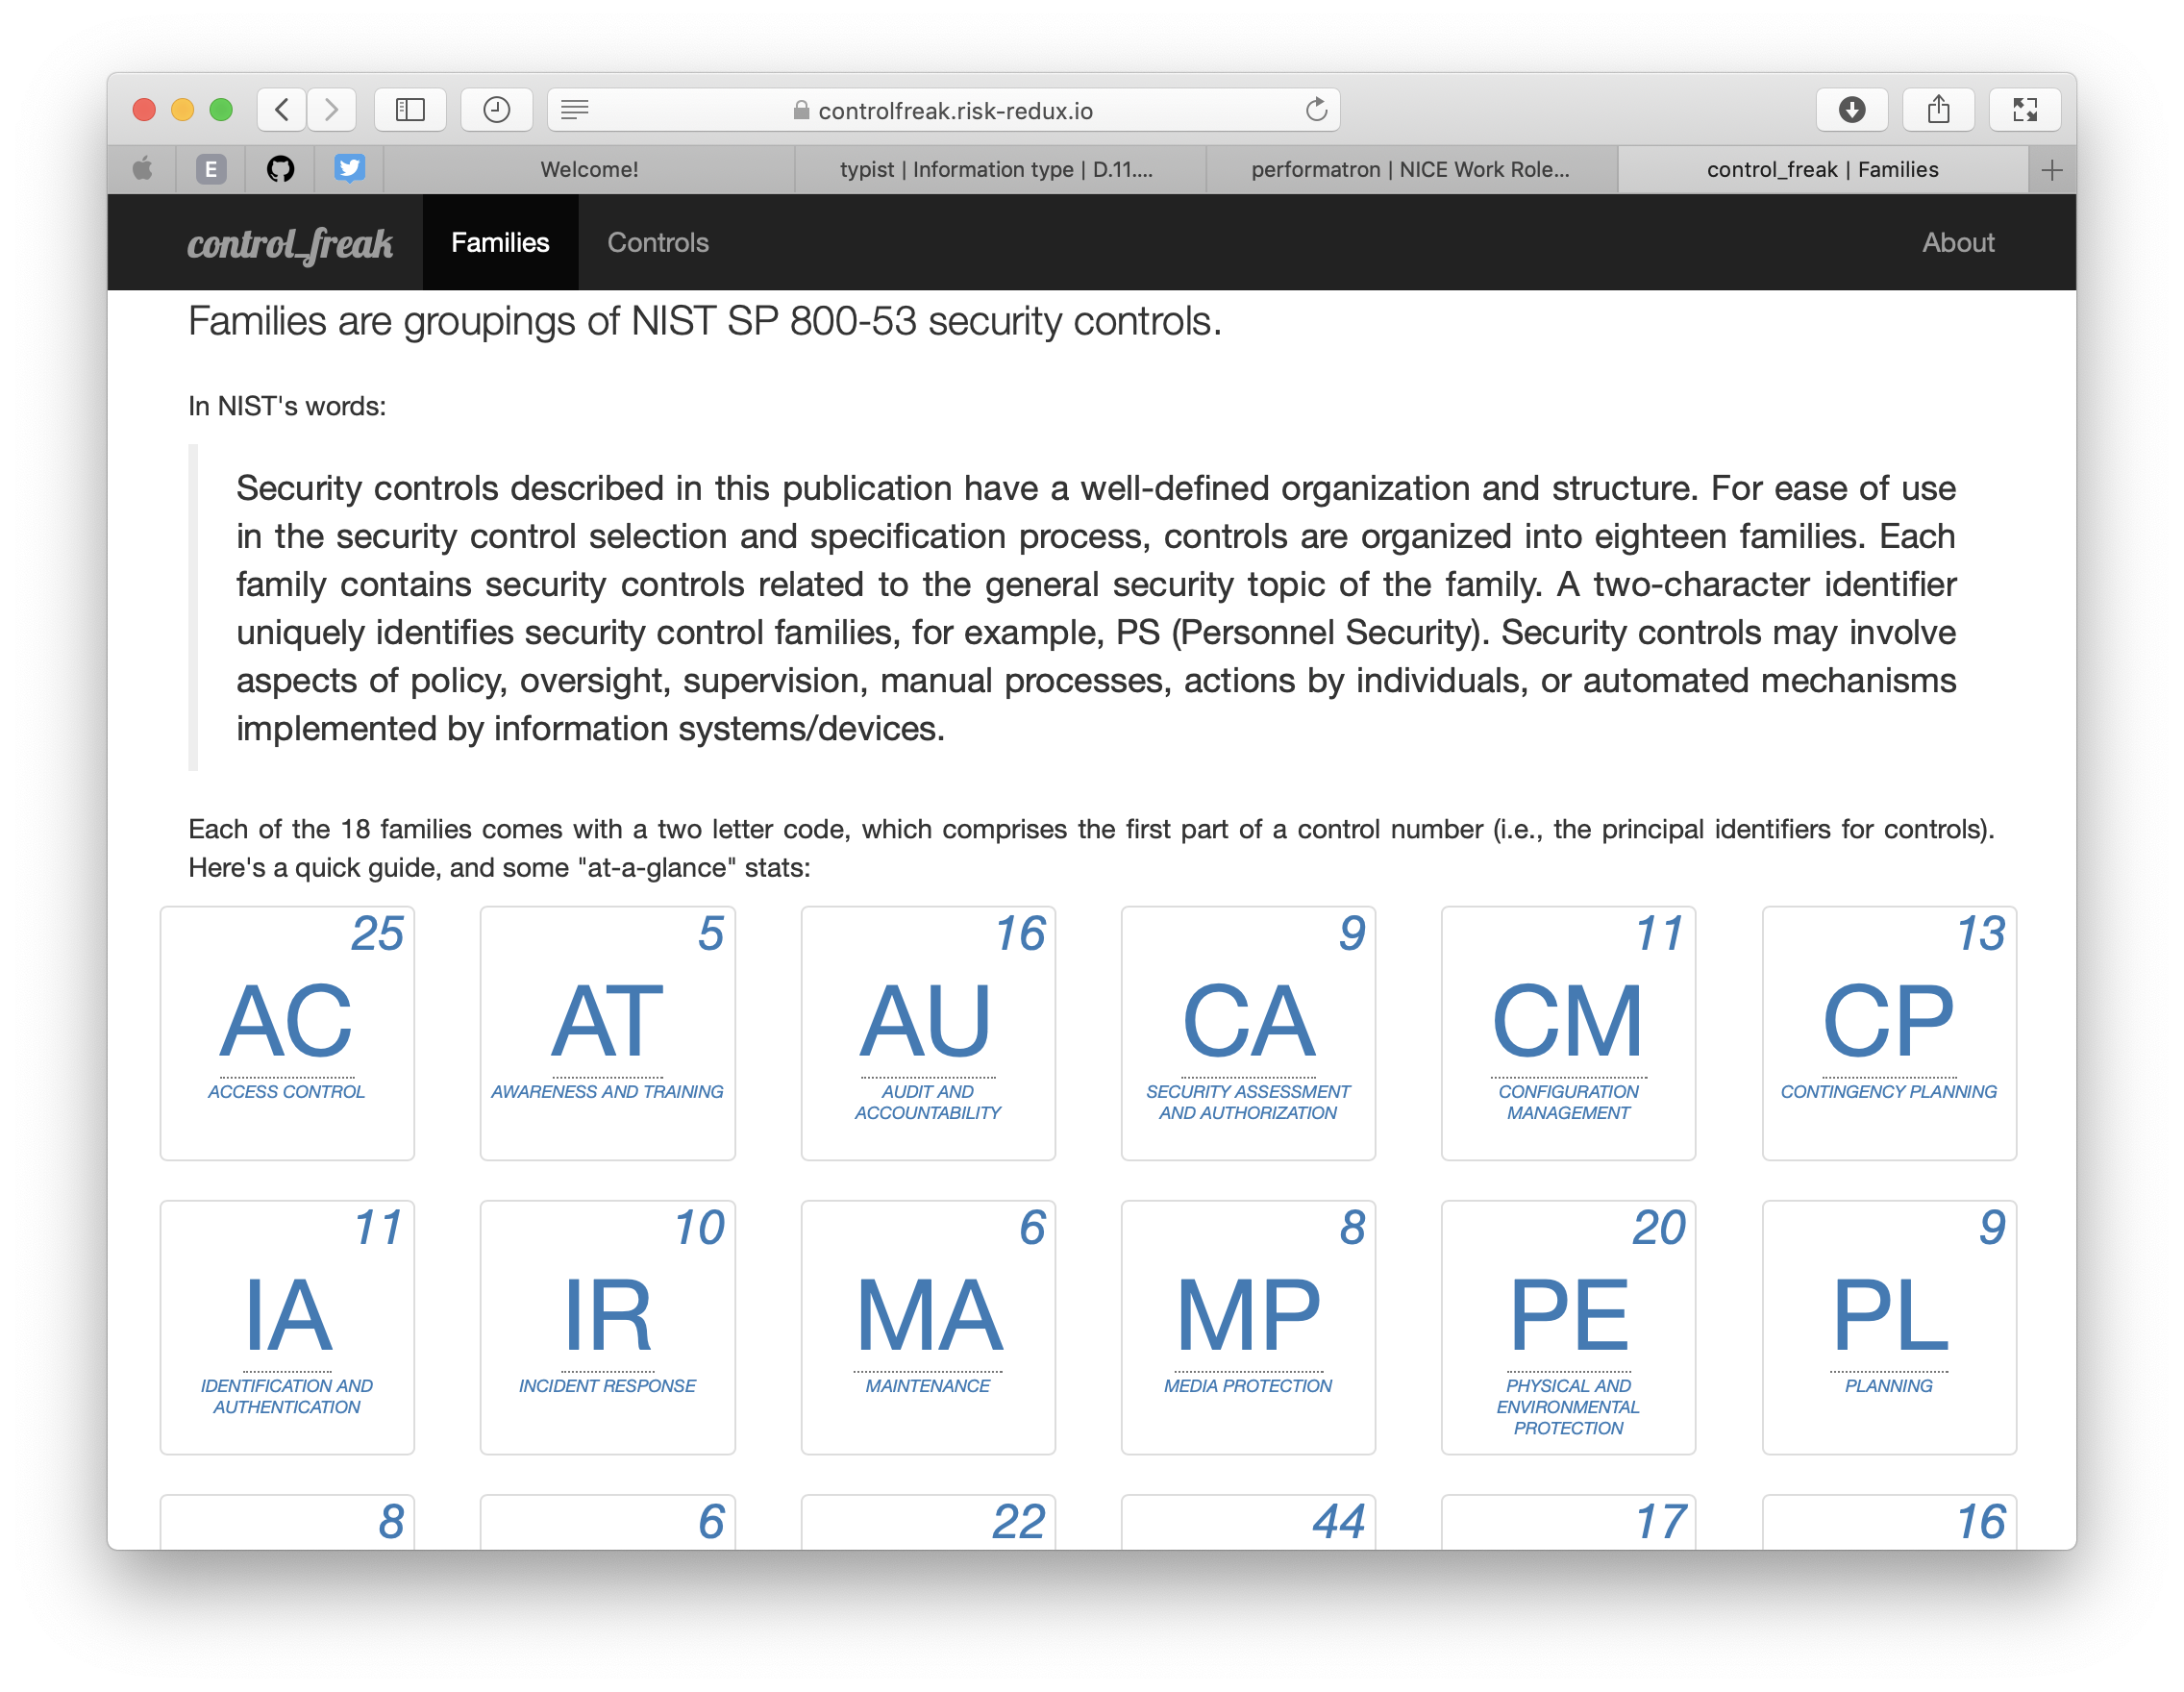 controlfreak.risk-redux.io
E
Welcome!
typist | Information type | D.11....
performatron | NICE Work Role...
control_freak | Families
control_freak
Families
Controls
About
Families are groupings of NIST SP 800-53 security controls.
In NIST's words:
Security controls described in this publication have a well-defined organization and structure. For ease of use
in the security control selection and specification process, controls are organized into eighteen families. Each
family contains security controls related to the general security topic of the family. A two-character identifier
uniquely identifies security control families, for example, PS (Personnel Security). Security controls may involve
aspects of policy, oversight, supervision, manual processes, actions by individuals, or automated mechanisms
implemented by information systems/devices.
Each of the 18 families comes with a two letter code, which comprises the first part of a control number (i.e., the principal identifiers for controls).
Here's a quick guide, and some "at-a-glance" stats:
25
AC
ACCESS CONTROL
5
AT
AWARENESS AND TRAINING
16
AU
AUDIT AND
ACCOUNTABILITY
9
CA
SECURITY ASSESSMENT
AND AUTHORIZATION
11
CM
CONFIGURATION
MANAGEMENT
13
CP
CONTINGENCY PLANNING
11
IA
IDENTIFICATION AND
AUTHENTICATION
10
IR
INCIDENT RESPONSE
6
MA
MAINTENANCE
8
MP
MEDIA PROTECTION
20
PE
PHYSICAL AND
ENVIRONMENTAL
PROTECTION
9
PL
PLANNING
8
6
22
44
17
16